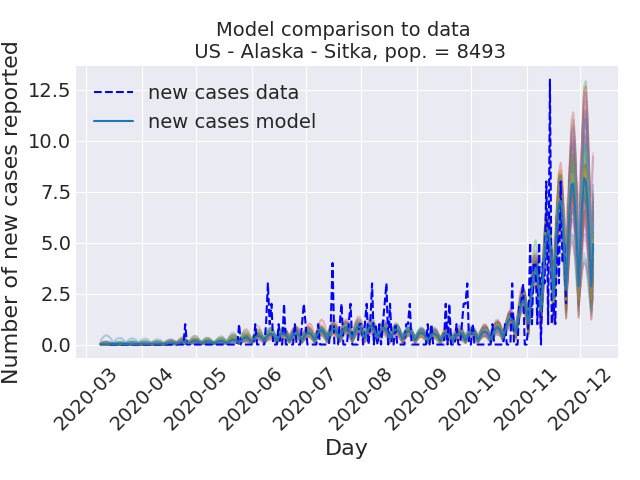 Model comparison to data
US - Alaska - Sitka, pop. = 8493
new cases data
new cases model
Number of new cases reported
12.5
10.0
7.5
5.0
2.5
0.0
2020-03
2020-04
2020-05
2020-06
2020-07
2020-08
2020-09
2020-10
2020-11
2020-12
Day